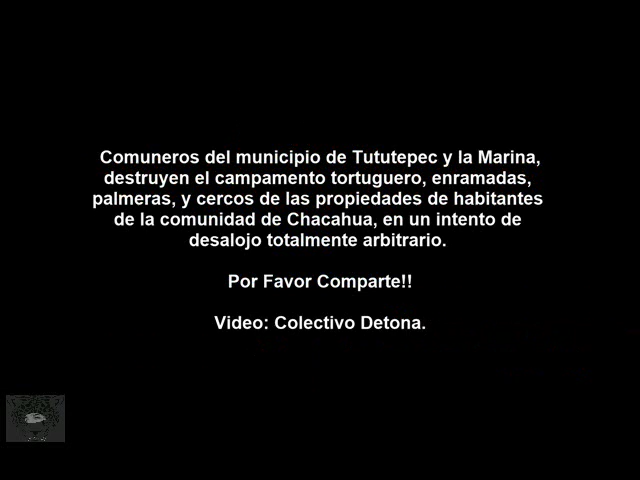 Comuneros del municipio de Tututepec y la Marina,
destruyen el campamento tortuguero, enramadas,
palmeras, y cercos de las propiedades de habitantes
de la comunidad de Chacahua, en un intento de
desalojo totalmente arbitrario.
Por Favor Comparte!!
Video: Colectivo Detona.